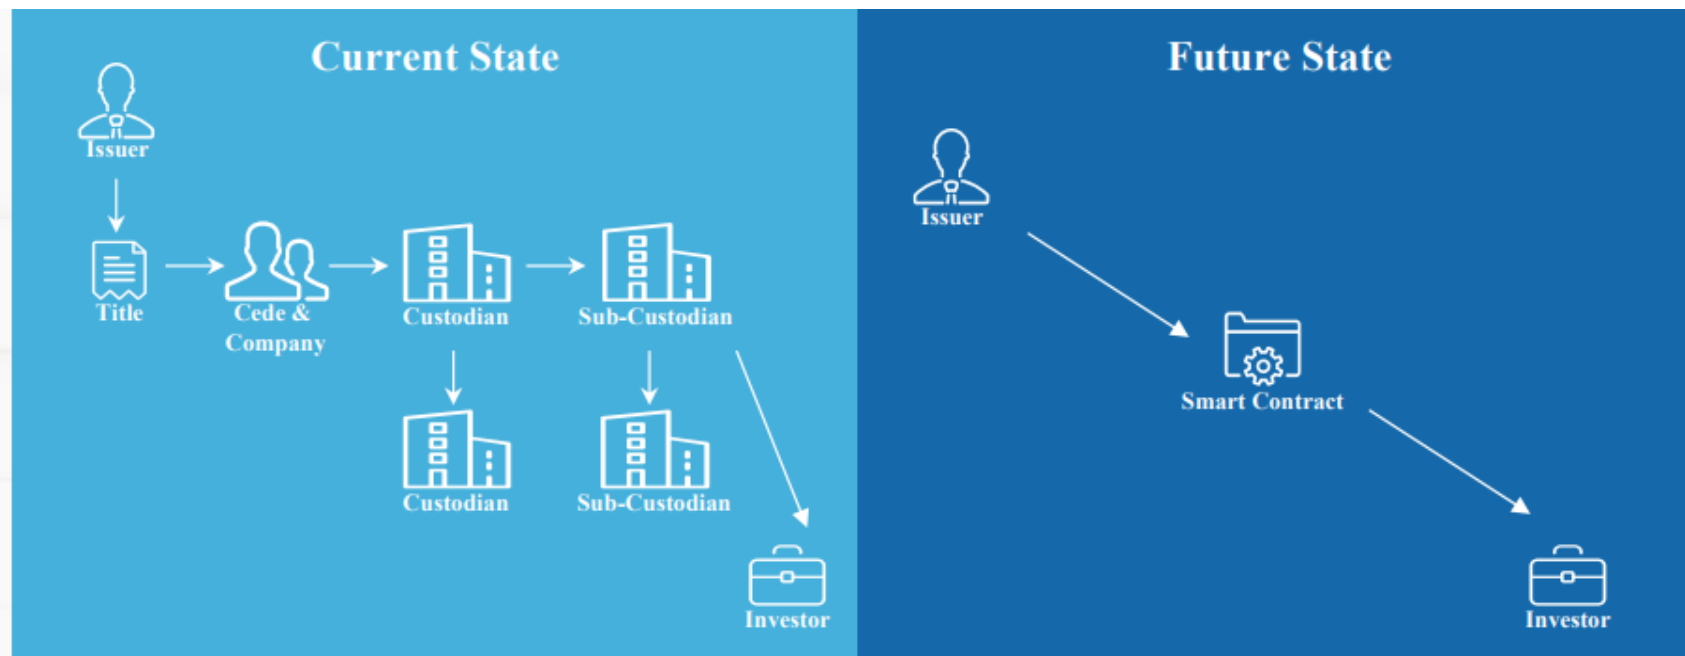 Current State
Issuer
Title
Cede &
Company
Custodian
Sub-Custodian
Custodian
Sub-Custodian
Investor
Future State
Issuer
Smart Contract
Investor